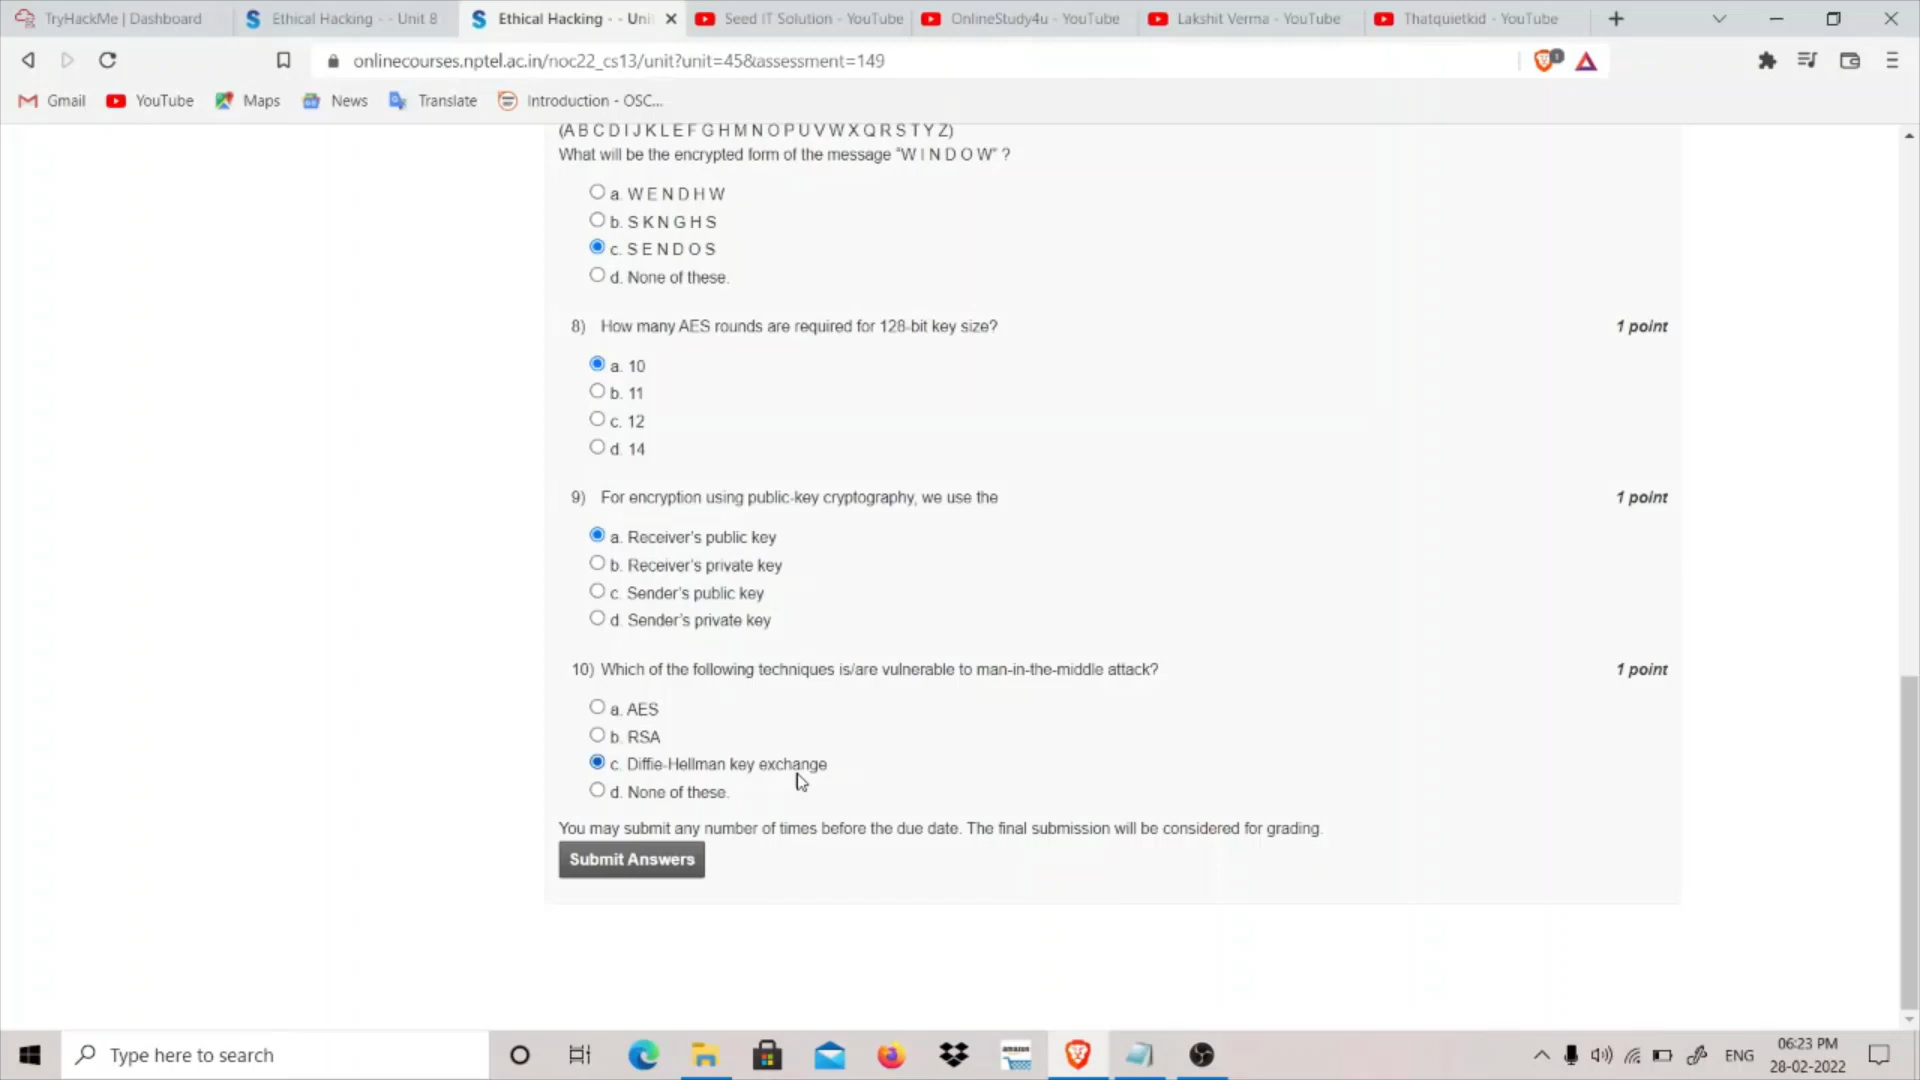 TryHackMe | Dashboard
Ethical Hacking - - Unit 8
Ethical Hacking - - Uni
Seed IT Solution - YouTube
OnlineStudy4u - YouTube
Lakshit Verma - YouTube
Thatquietkid - YouTube
onlinecourses.nptel.ac.in/noc22_cs13/unit?unit=45&assessment=149
1
Gmail
YouTube
Maps
News
Translate
Introduction - OSC...
(A B C D I J K L E F G H M N O P U V W X Q R S T Y Z)
What will be the encrypted form of the message "W I N D O W" ?
a. W E N D H W
b. S K N G H S
c. S E N D O S
d. None of these.
8) How many AES rounds are required for 128-bit key size?
1 point
a. 10
b. 11
c. 12
d. 14
9) For encryption using public-key cryptography, we use the
1 point
a. Receiver's public key
b. Receiver's private key
c. Sender's public key
d. Sender's private key
10) Which of the following techniques is/are vulnerable to man-in-the-middle attack?
1 point
a. AES
b. RSA
c. Diffie-Hellman key exchange
d. None of these.
You may submit any number of times before the due date. The final submission will be considered for grading.
Submit Answers
Type here to search
amazon
ENG
06:23 PM
28-02-2022